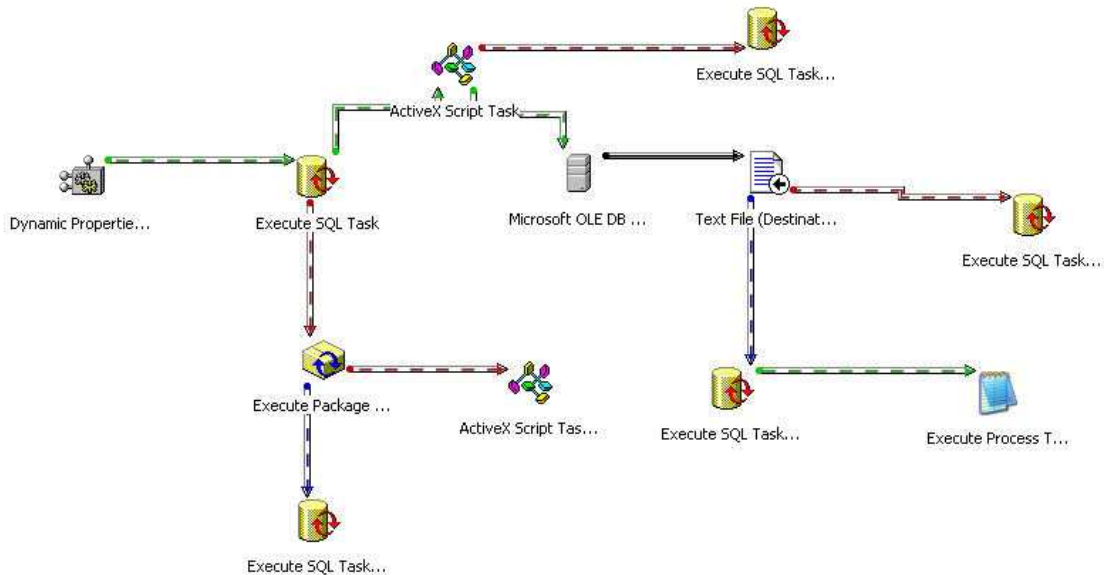 Execute SQL Task...
ActiveX Script Task
Dynamic Propertie...
Execute SQL Task
Microsoft OLE DB ...
Text File (Destinat...
Execute SQL Task...
Execute Package ...
ActiveX Script Tas...
Execute SQL Task...
Execute Process T...
Execute SQL Task...